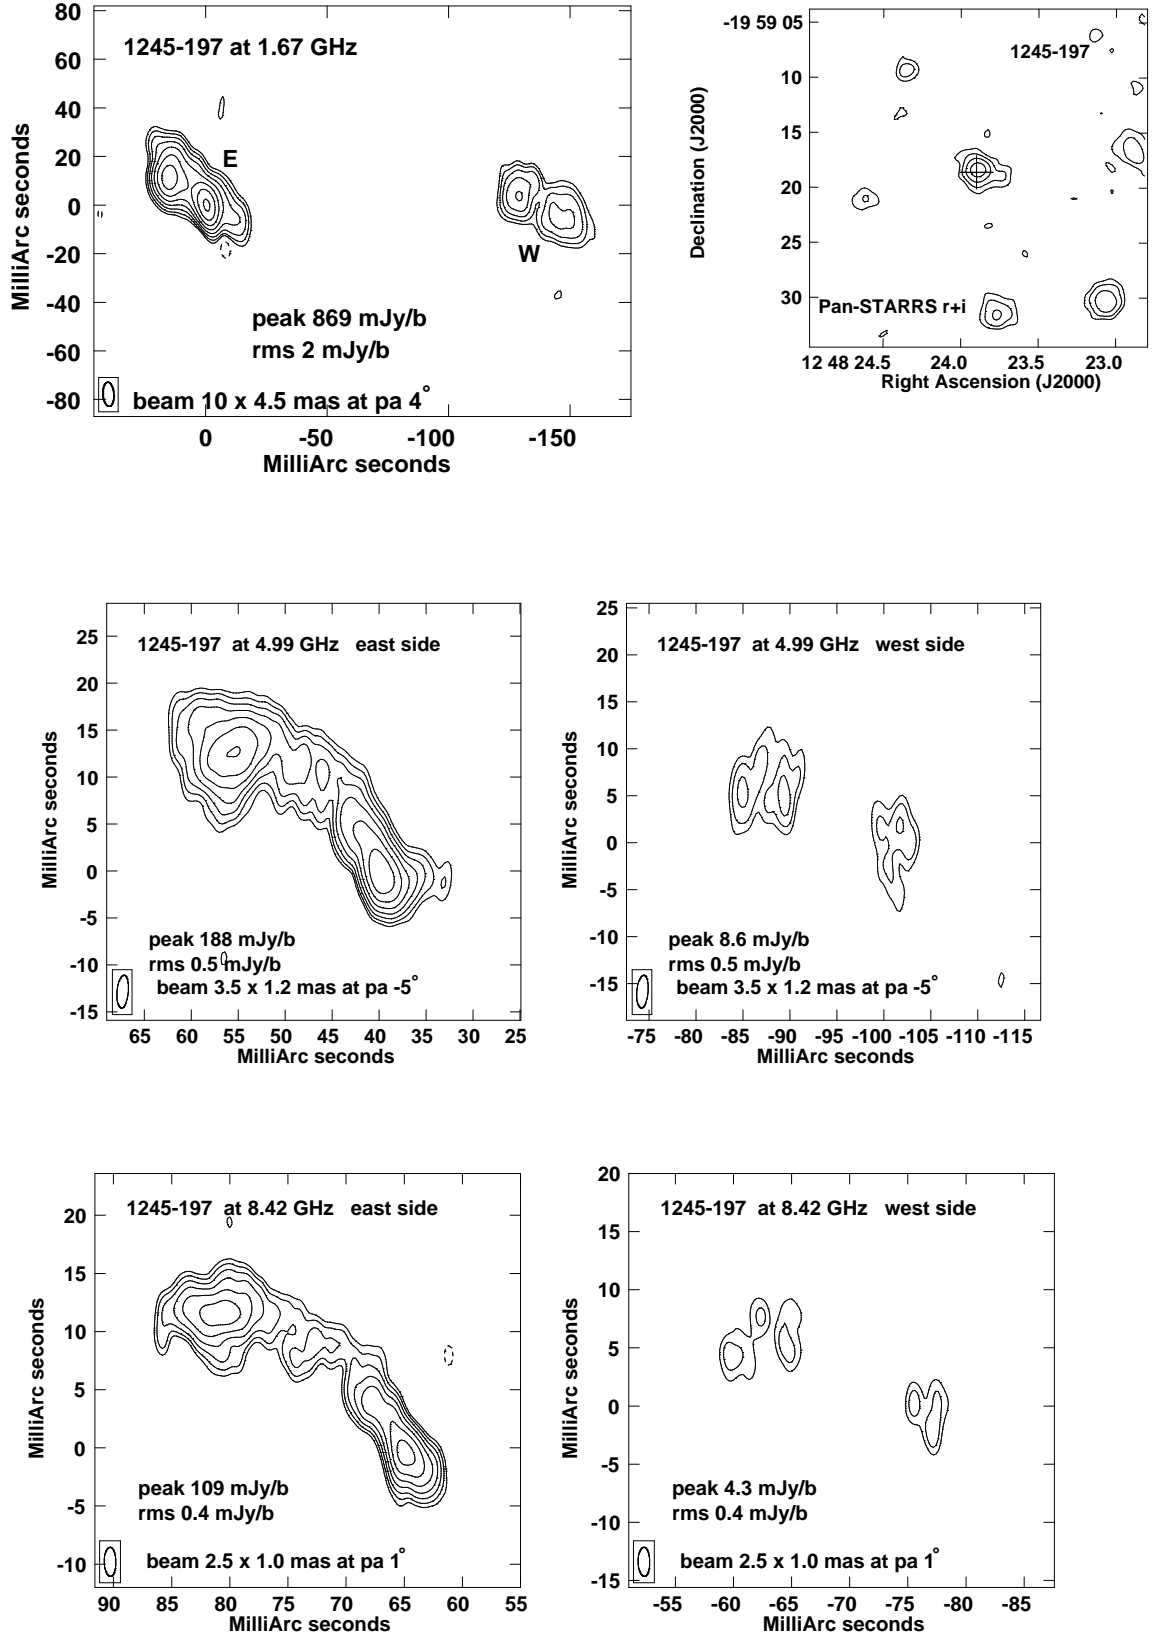 80
60
40
20
0
-20
-40
-60
-80
MilliArc seconds
1245-197 at 1.67 GHz
E
W
peak 869 mJy/b
rms 2 mJy/b
beam 10 x 4.5 mas at pa 4°
0 -50 -100 -150
MilliArc seconds
-19 59 05
10
15
20
25
30
Declination (J2000)
1245-197
Pan-STARRS r+i
12 48 24.5 24.0 23.5 23.0
Right Ascension (J2000)
25
20
15
10
5
0
-5
-10
-15
MilliArc seconds
1245-197 at 4.99 GHz east side
peak 188 mJy/b
rms 0.5 mJy/b
beam 3.5 x 1.2 mas at pa -5°
65 60 55 50 45 40 35 30 25
MilliArc seconds
25
20
15
10
5
0
-5
-10
-15
MilliArc seconds
1245-197 at 4.99 GHz west side
peak 8.6 mJy/b
rms 0.5 mJy/b
beam 3.5 x 1.2 mas at pa -5°
-75 -80 -85 -90 -95 -100 -105 -110 -115
MilliArc seconds
20
15
10
5
0
-5
-10
MilliArc seconds
1245-197 at 8.42 GHz east side
peak 109 mJy/b
rms 0.4 mJy/b
beam 2.5 x 1.0 mas at pa 1°
90 85 80 75 70 65 60 55
MilliArc seconds
20
15
10
5
0
-5
-10
-15
MilliArc seconds
1245-197 at 8.42 GHz west side
peak 4.3 mJy/b
rms 0.4 mJy/b
beam 2.5 x 1.0 mas at pa 1°
-55 -60 -65 -70 -75 -80 -85
MilliArc seconds